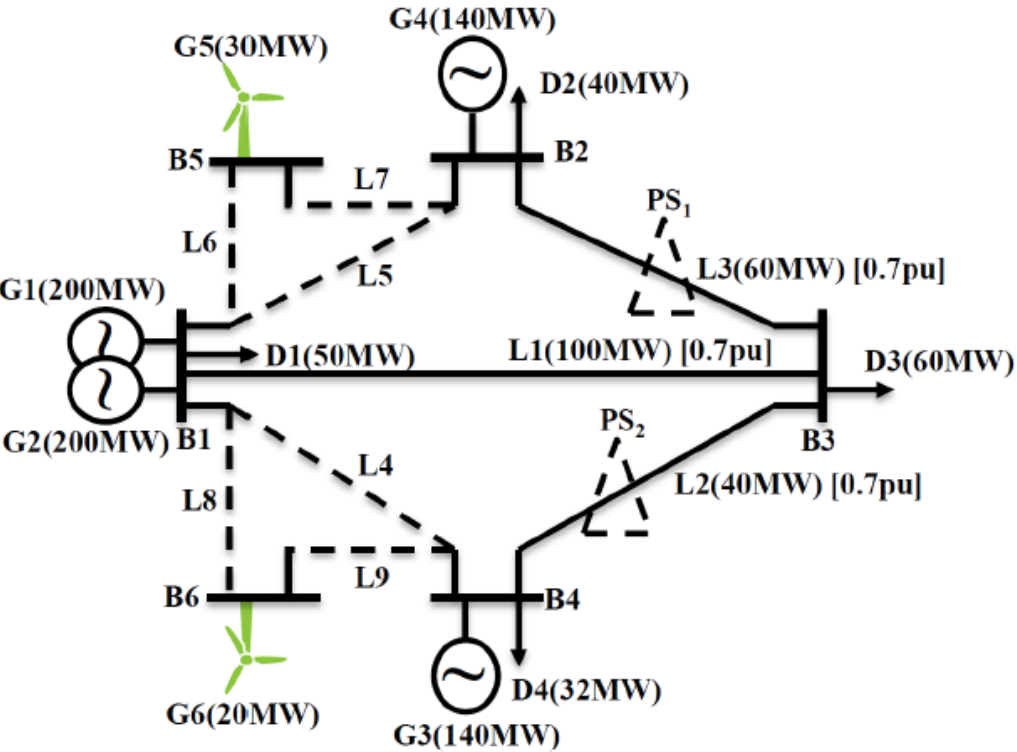 G4(140MW)
G5(30MW)
D2(40MW)
B5
B2
L7
PS₁
L6
L5
L3(60MW) [0.7pu]
G1(200MW)
D1(50MW)
L1(100MW) [0.7pu]
D3(60MW)
G2(200MW)
B1
B3
PS₂
L4
L8
L2(40MW) [0.7pu]
L9
B6
B4
G6(20MW)
D4(32MW)
G3(140MW)